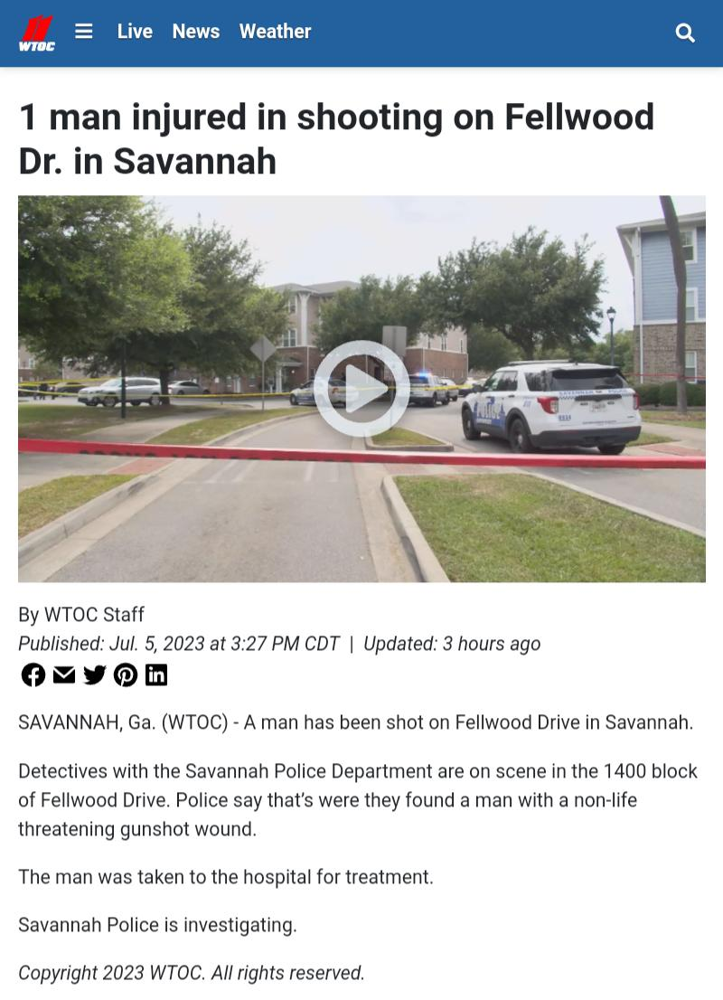 WTOC
Live News Weather
1 man injured in shooting on Fellwood
Dr. in Savannah
POLICE
By WTOC Staff
Published: Jul. 5, 2023 at 3:27 PM CDT | Updated: 3 hours ago
SAVANNAH, Ga. (WTOC) - A man has been shot on Fellwood Drive in Savannah.
Detectives with the Savannah Police Department are on scene in the 1400 block
of Fellwood Drive. Police say that’s were they found a man with a non-life
threatening gunshot wound.
The man was taken to the hospital for treatment.
Savannah Police is investigating.
Copyright 2023 WTOC. All rights reserved.